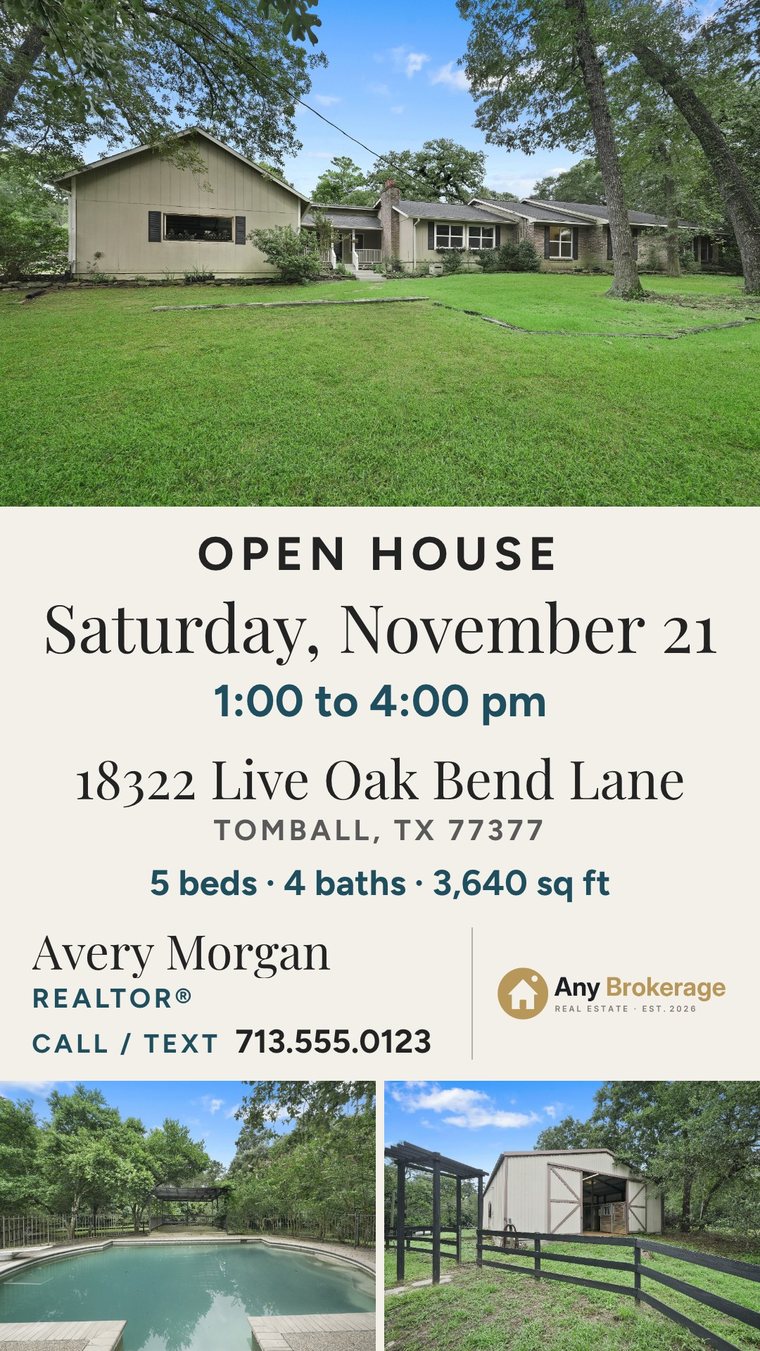 OPEN HOUSE
Saturday, November 21
1:00 to 4:00 pm
18322 Live Oak Bend Lane
TOMBALL, TX 77377
5 beds · 4 baths · 3,640 sq ft
Avery Morgan
REALTOR®
CALL / TEXT 713.555.0123
Any Brokerage
REAL ESTATE · EST. 2026